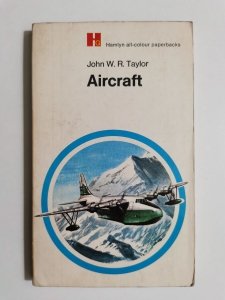 Hamlyn all-colour paperbacks
John W. R. Taylor
Aircraft